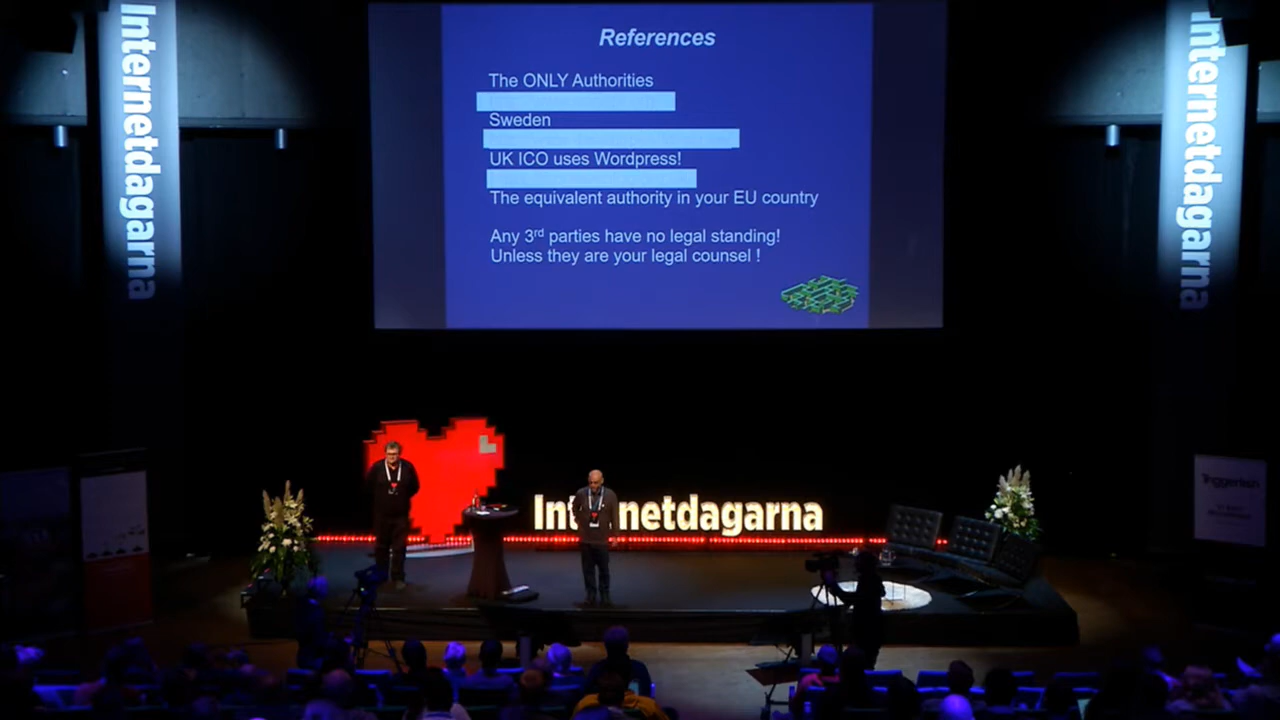 Internetdagarna
Internetdagarna
References
The ONLY Authorities
Sweden
UK ICO uses Wordpress!
The equivalent authority in your EU country
Any 3rd parties have no legal standing!
Unless they are your legal counsel !
Internetdagarna
Triggerfish